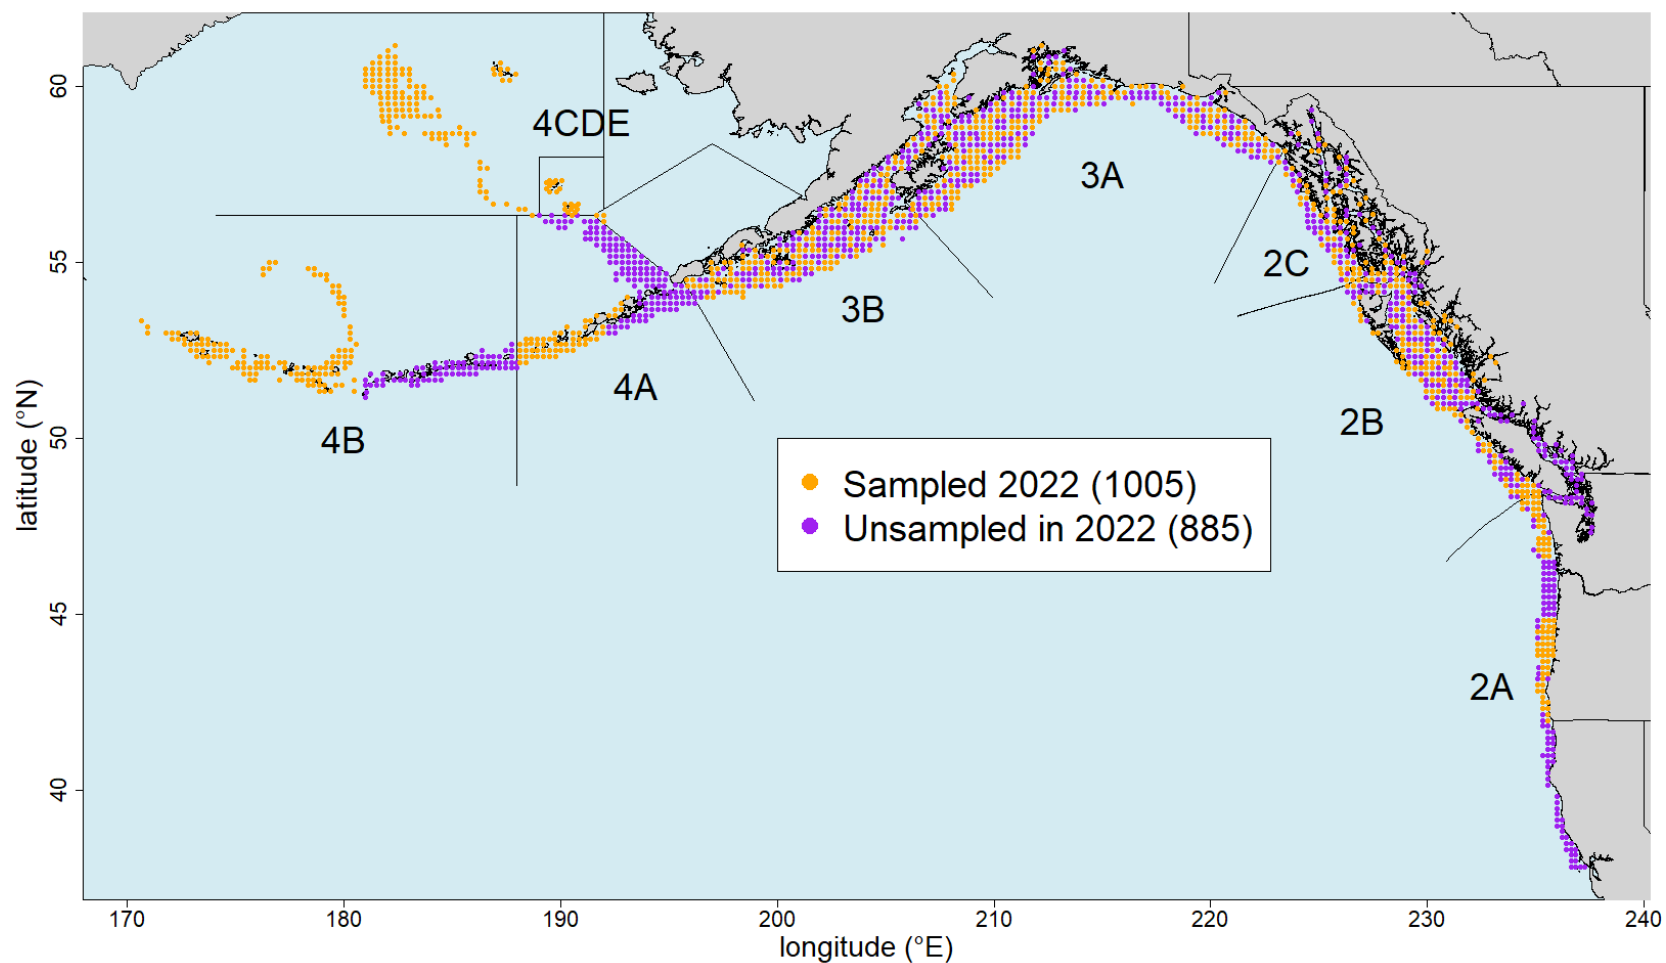 60
55
50
45
40
latitude (°N)
4CDE
3A
2C
3B
4A
2B
4B
2A
Sampled 2022 (1005)
Unsampled in 2022 (885)
170
180
190
200
210
220
230
240
longitude (°E)